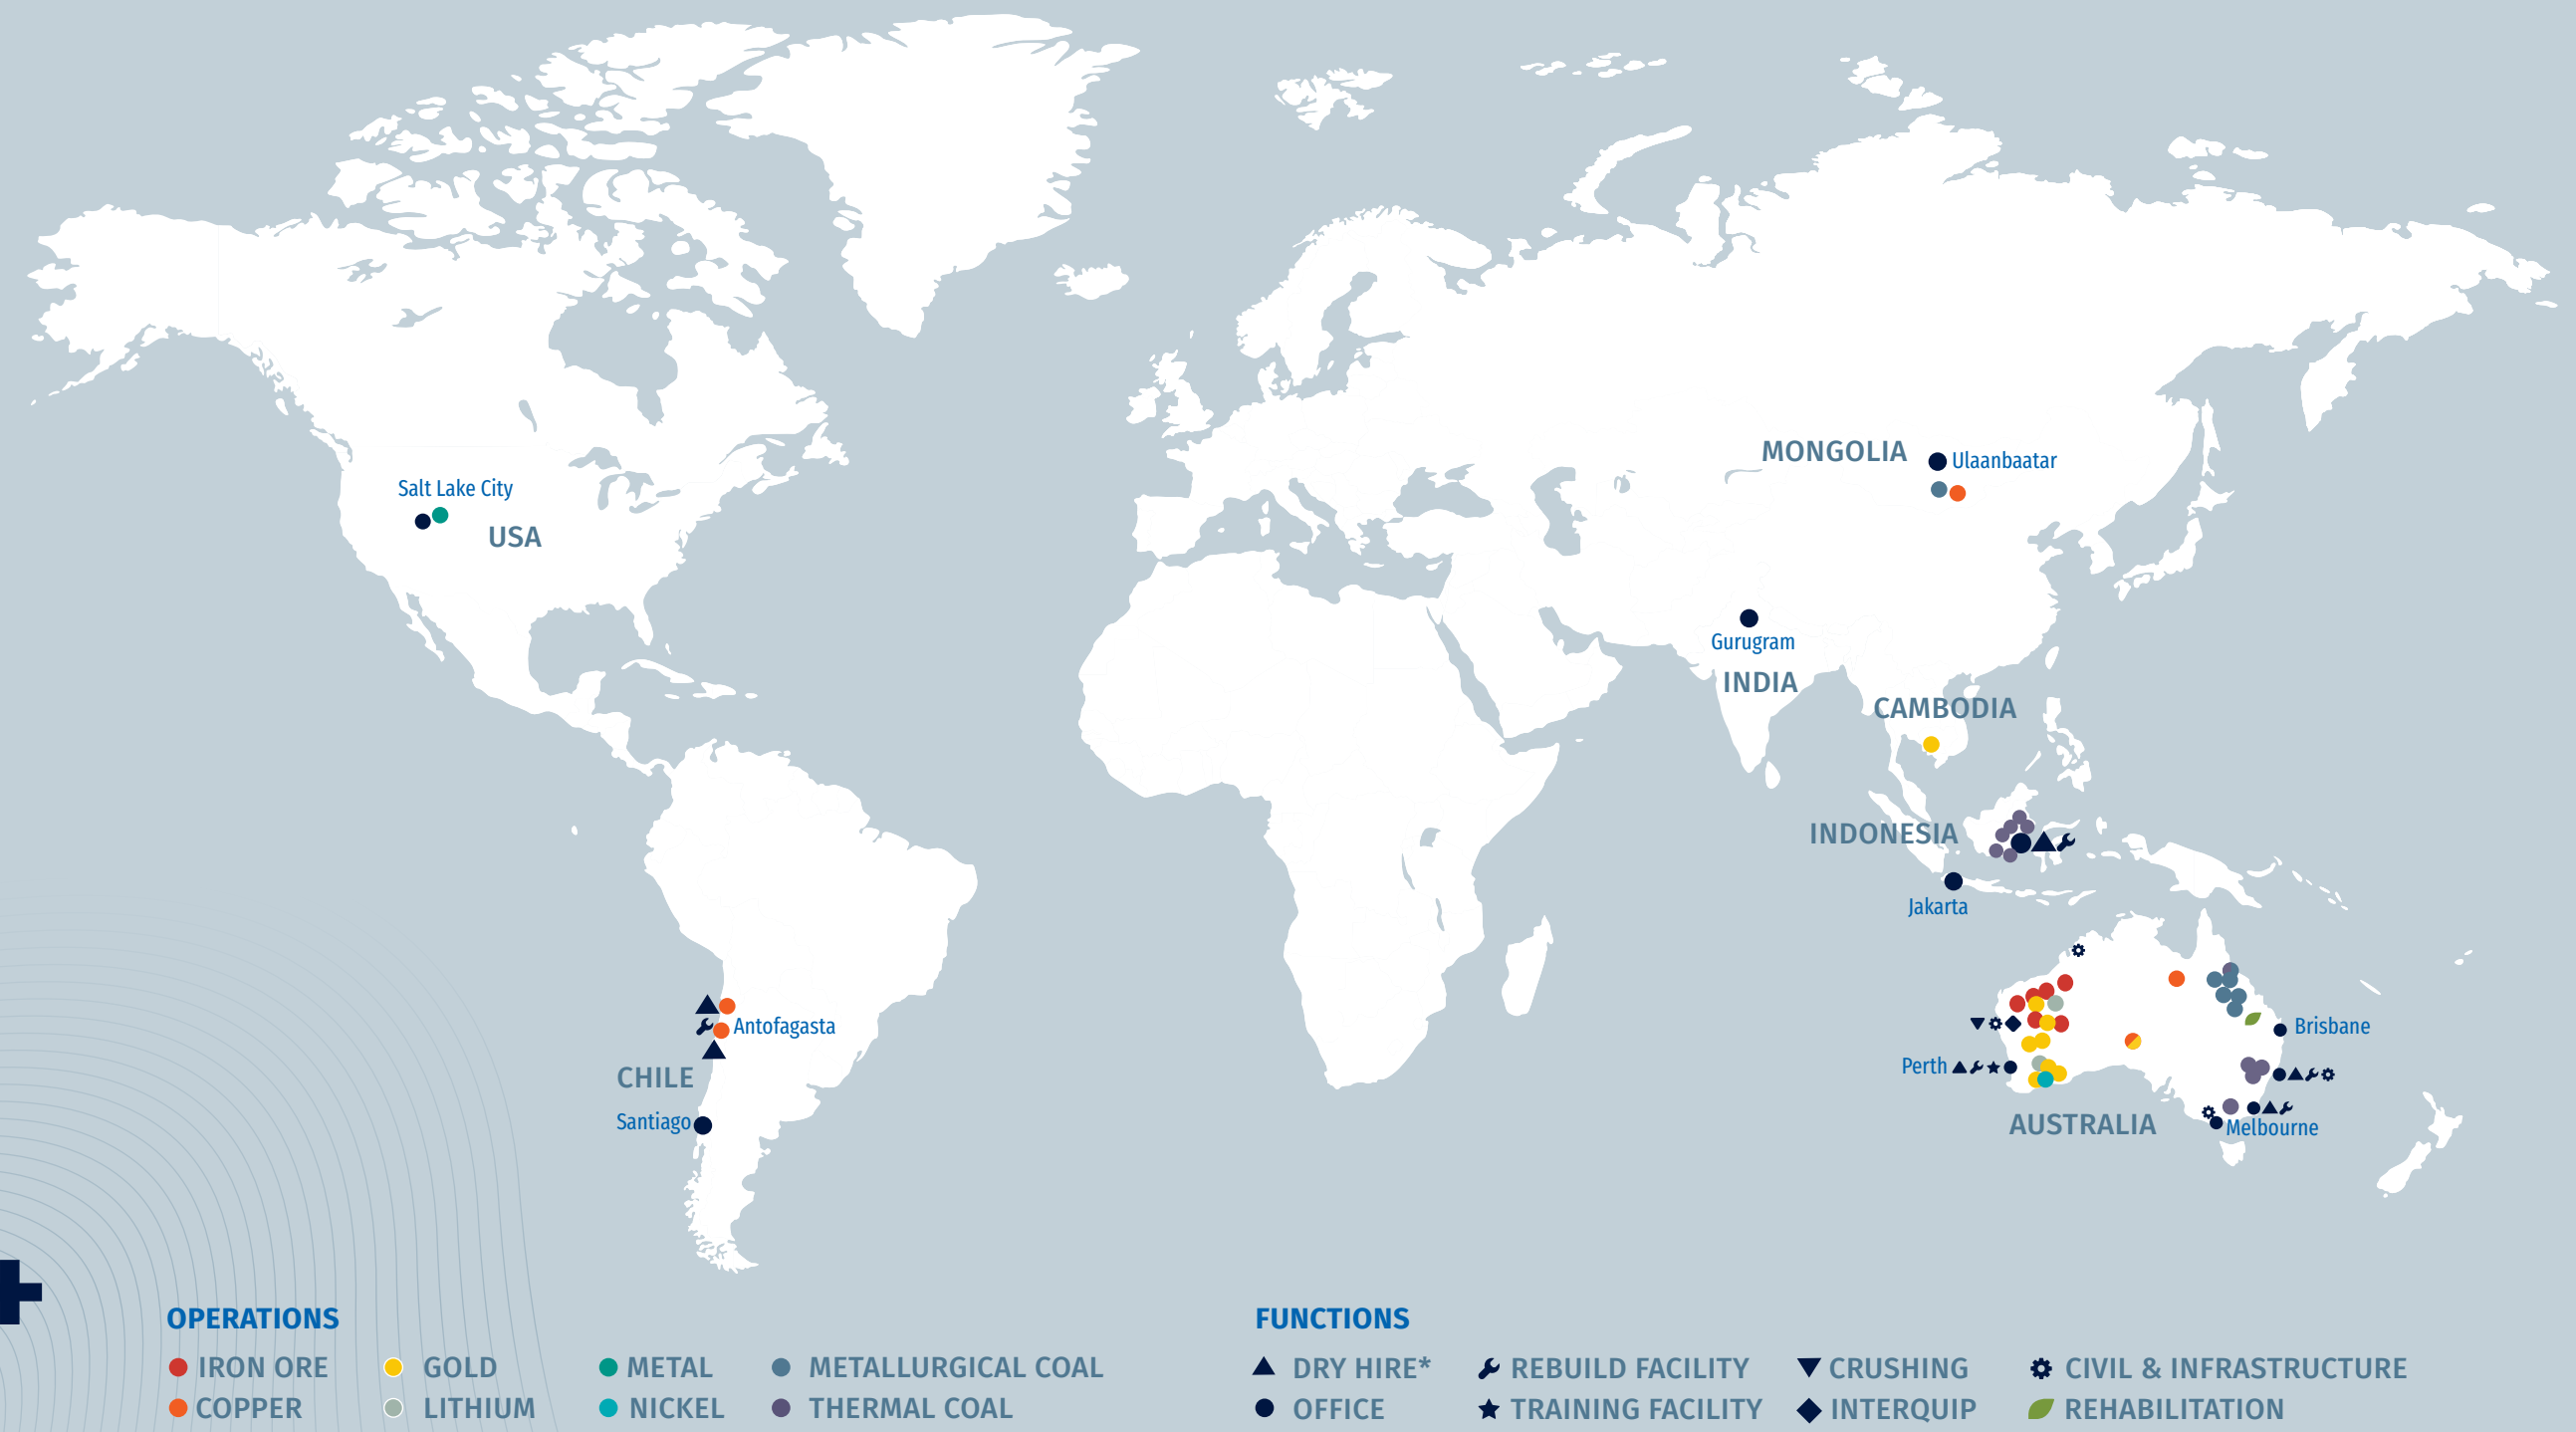 Salt Lake City
USA
MONGOLIA
Ulaanbaatar
Gurugram
INDIA
CAMBODIA
INDONESIA
Jakarta
Antofagasta
CHILE
Santiago
Brisbane
Perth
AUSTRALIA
Melbourne
OPERATIONS
IRON ORE
GOLD
METAL
METALLURGICAL COAL
COPPER
LITHIUM
NICKEL
THERMAL COAL
FUNCTIONS
DRY HIRE*
REBUILD FACILITY
CRUSHING
CIVIL & INFRASTRUCTURE
OFFICE
TRAINING FACILITY
INTERQUIP
REHABILITATION